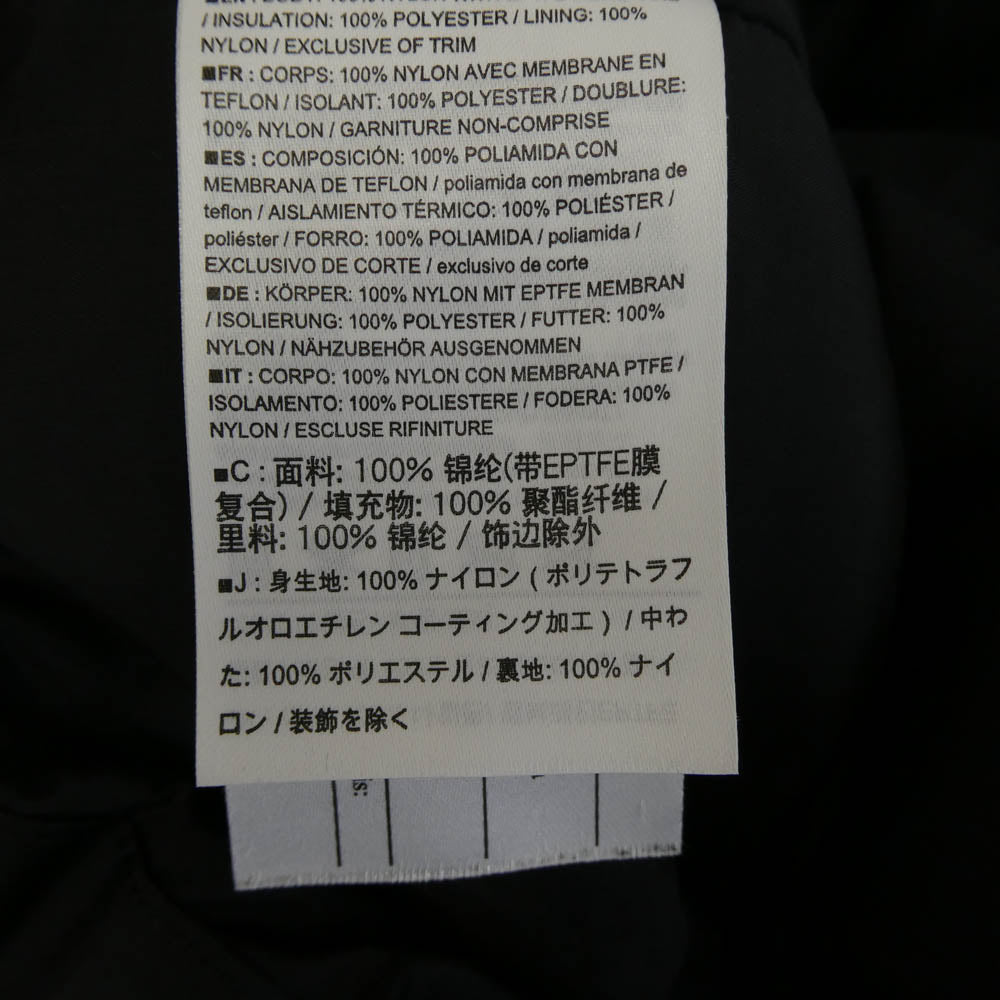 / INSULATION: 100% POLYESTER / LINING: 100%
NYLON / EXCLUSIVE OF TRIM
■FR : CORPS: 100% NYLON AVEC MEMBRANE EN
TEFLON / ISOLANT: 100% POLYESTER / DOUBLURE:
100% NYLON / GARNITURE NON-COMPRISE
■ES : COMPOSICIÓN: 100% POLIAMIDA CON
MEMBRANA DE TEFLON / poliamida con membrana de
teflon / AISLAMIENTO TÉRMICO: 100% POLIÉSTER /
poliéster / FORRO: 100% POLIAMIDA / poliamida /
EXCLUSIVO DE CORTE / exclusivo de corte
■DE : KÖRPER: 100% NYLON MIT EPTFE MEMBRAN
/ ISOLIERUNG: 100% POLYESTER / FUTTER: 100%
NYLON / NÄHZUBEHÖR AUSGENOMMEN
■IT : CORPO: 100% NYLON CON MEMBRANA PTFE /
ISOLAMENTO: 100% POLIESTERE / FODERA: 100%
NYLON / ESCLUSE RIFINITURE
■C : 面料: 100% 锦纶(带EPTFE膜
复合) / 填充物: 100% 聚酯纤维 /
里料: 100% 锦纶 / 饰边除外
■J : 身生地: 100% ナイロン ( ポリテトラフ
ルオロエチレン コーティング加工 ) / 中わ
た: 100% ポリエステル / 裏地: 100% ナイ
ロン / 装飾を除く